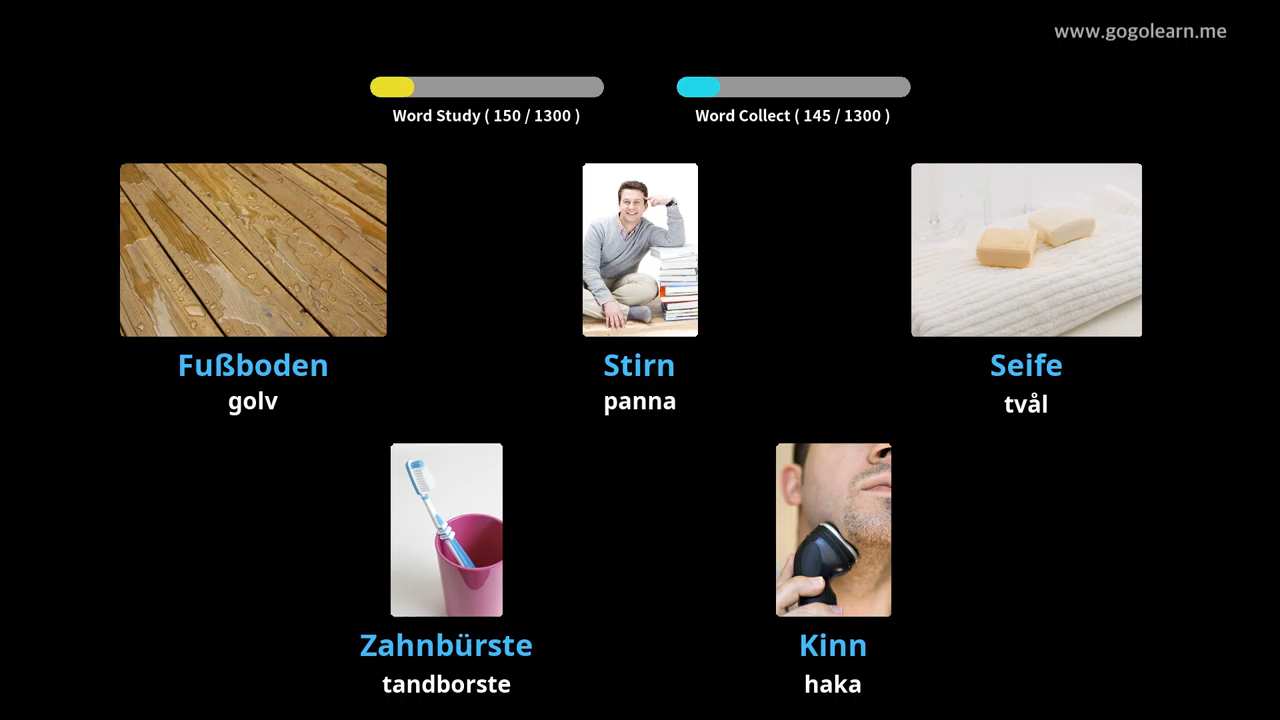 www.gogolearn.me
Word Study ( 150 / 1300 )
Word Collect ( 145 / 1300 )
Fußboden
golv
Stirn
panna
Seife
tvål
Zahnbürste
tandborste
Kinn
haka